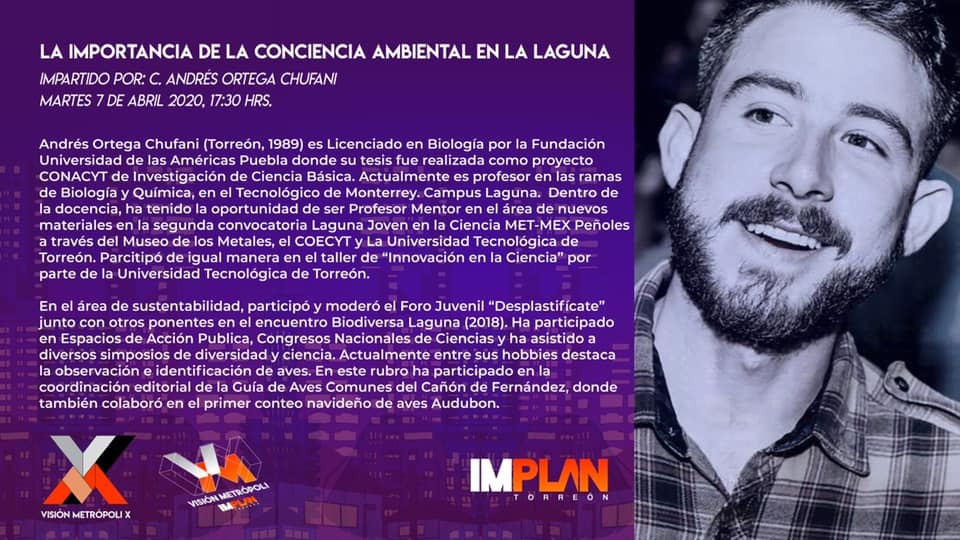 LA IMPORTANCIA DE LA CONCIENCIA AMBIENTAL EN LA LAGUNA
IMPARTIDO POR: C. ANDRÉS ORTEGA CHUFANI
MARTES 7 DE ABRIL 2020, 17:30 HRS.
Andrés Ortega Chufani (Torreón, 1989) es Licenciado en Biología por la Fundación
Universidad de las Américas Puebla donde su tesis fue realizada como proyecto
CONACYT de Investigación de Ciencia Básica. Actualmente es profesor en las ramas
de Biología y Química, en el Tecnológico de Monterrey. Campus Laguna. Dentro de
la docencia, ha tenido la oportunidad de ser Profesor Mentor en el área de nuevos
materiales en la segunda convocatoria Laguna Joven en la Ciencia MET-MEX Peñoles
a través del Museo de los Metales, el COECYT y La Universidad Tecnológica de
Torreón. Parcitipó de igual manera en el taller de “Innovación en la Ciencia” por
parte de la Universidad Tecnológica de Torreón.
En el área de sustentabilidad, participó y moderó el Foro Juvenil “Desplastifícate”
junto con otros ponentes en el encuentro Biodiversa Laguna (2018). Ha participado
en Espacios de Acción Publica, Congresos Nacionales de Ciencias y ha asistido a
diversos simposios de diversidad y ciencia. Actualmente entre sus hobbies destaca
la observación e identificación de aves. En este rubro ha participado en la
coordinación editorial de la Guía de Aves Comunes del Cañón de Fernández, donde
también colaboró en el primer conteo navideño de aves Audubon.
VISIÓN METRÓPOLI X
VISIÓN METRÓPOLI
IMPLAN
IMPLAN
TORREÓN